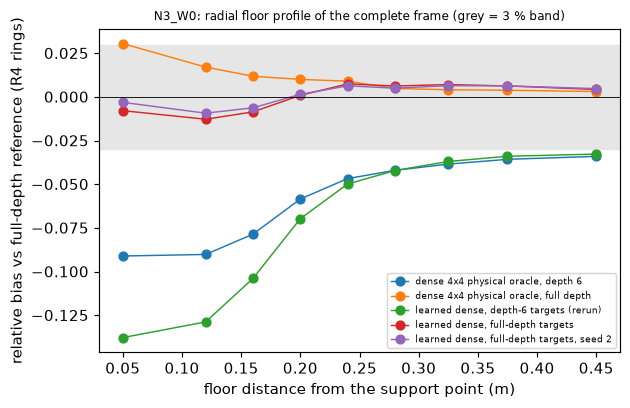 N3_W0: radial floor profile of the complete frame (grey = 3 % band)
relative bias vs full-depth reference (R4 rings)
0.025
0.000
−0.025
−0.050
−0.075
−0.100
−0.125
dense 4x4 physical oracle, depth 6
dense 4x4 physical oracle, full depth
learned dense, depth-6 targets (rerun)
learned dense, full-depth targets
learned dense, full-depth targets, seed 2
0.05 0.10 0.15 0.20 0.25 0.30 0.35 0.40 0.45
floor distance from the support point (m)